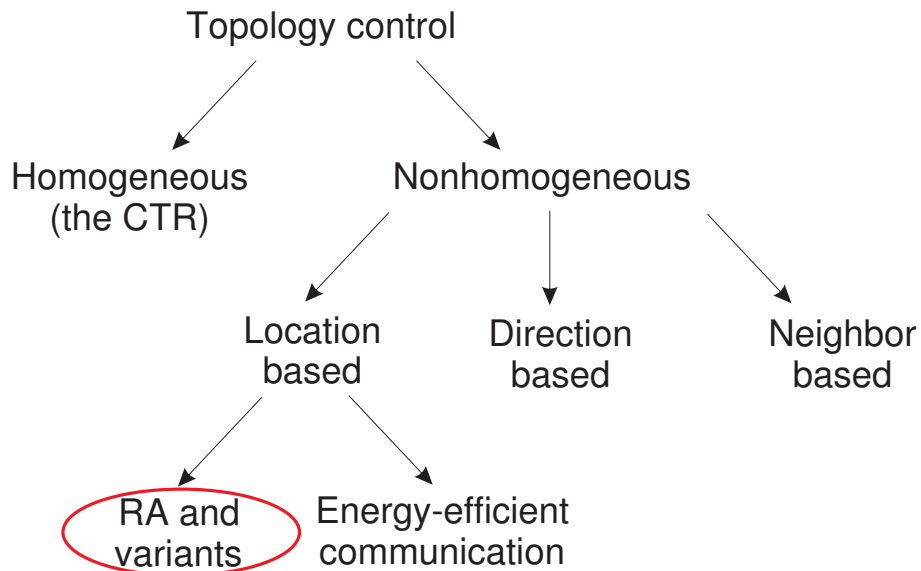 Topology control
Homogeneous
(the CTR)
Nonhomogeneous
Location
based
Direction
based
Neighbor
based
RA and
variants
Energy-efficient
communication